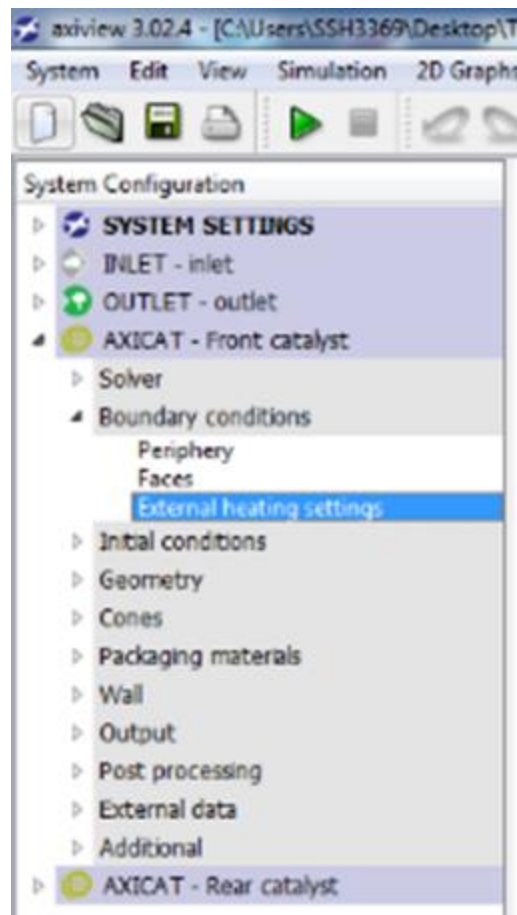 axiview 3.02.4 - [C:\Users\SSH3369\Desktop\T
System Edit View Simulation 2D Graphs
System Configuration
SYSTEM SETTINGS
INLET - inlet
OUTLET - outlet
AXICAT - Front catalyst
Solver
Boundary conditions
Periphery
Faces
External heating settings
Initial conditions
Geometry
Cones
Packaging materials
Wall
Output
Post processing
External data
Additional
AXICAT - Rear catalyst